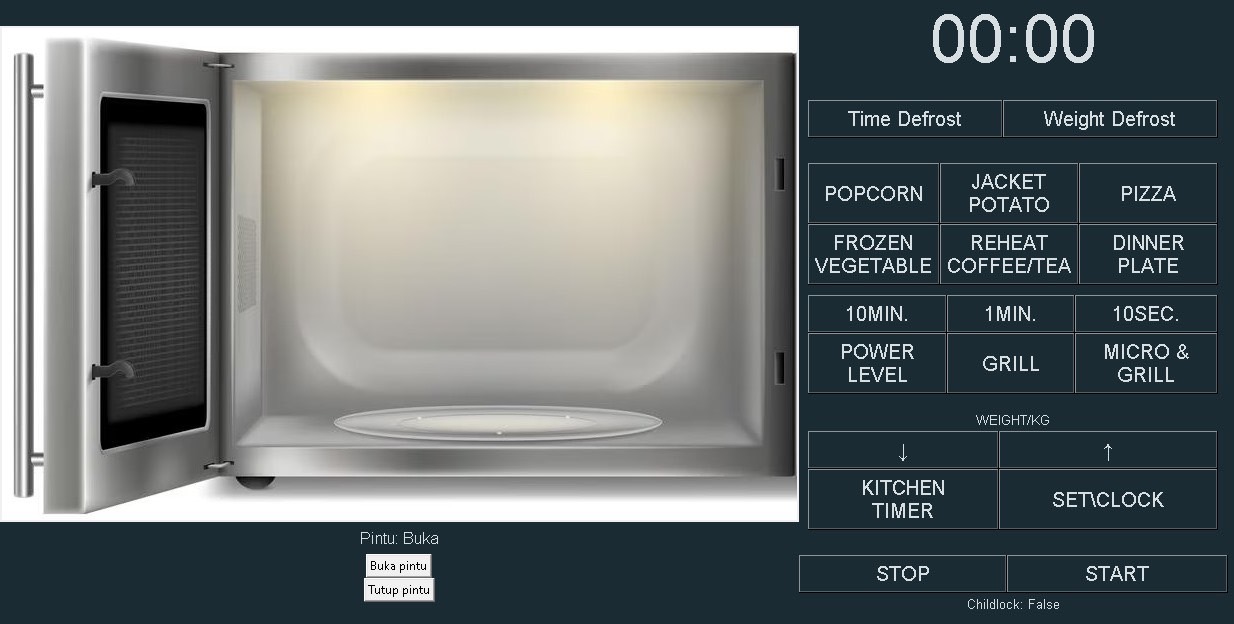 00:00
Time Defrost
Weight Defrost
POPCORN
JACKET
POTATO
PIZZA
FROZEN
VEGETABLE
REHEAT
COFFEE/TEA
DINNER
PLATE
10MIN.
1MIN.
10SEC.
POWER
LEVEL
GRILL
MICRO &
GRILL
WEIGHT/KG
↓
↑
KITCHEN
TIMER
SET\CLOCK
STOP
START
Childlock: False
Pintu: Buka
Buka pintu
Tutup pintu